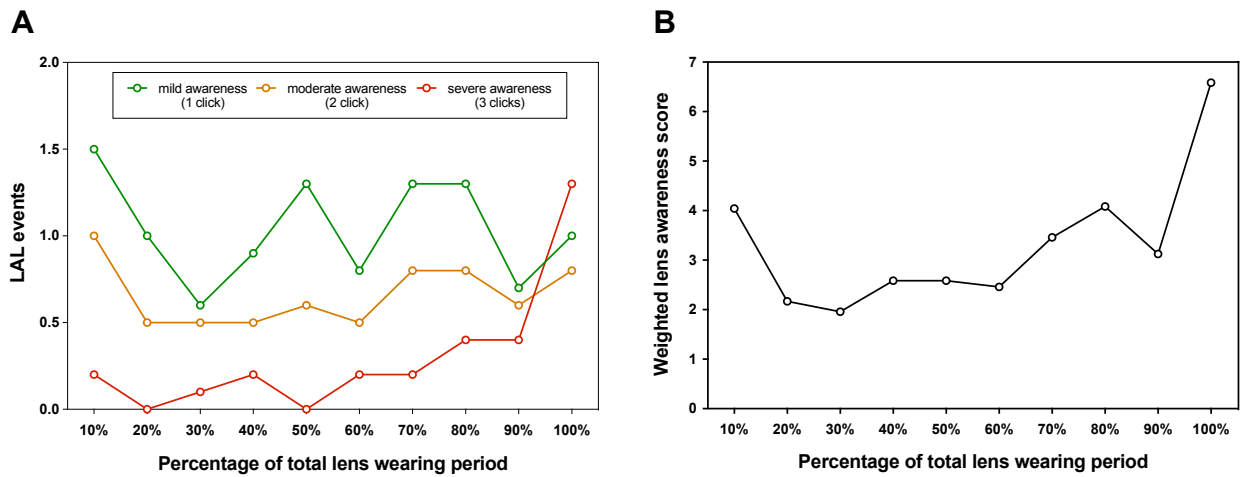 A
2.0
1.5
1.0
0.5
0.0
LAL events
mild awareness
(1 click)
moderate awareness
(2 click)
severe awareness
(3 clicks)
10% 20% 30% 40% 50% 60% 70% 80% 90% 100%
Percentage of total lens wearing period
B
7
6
5
4
3
2
1
0
Weighted lens awareness score
10% 20% 30% 40% 50% 60% 70% 80% 90% 100%
Percentage of total lens wearing period